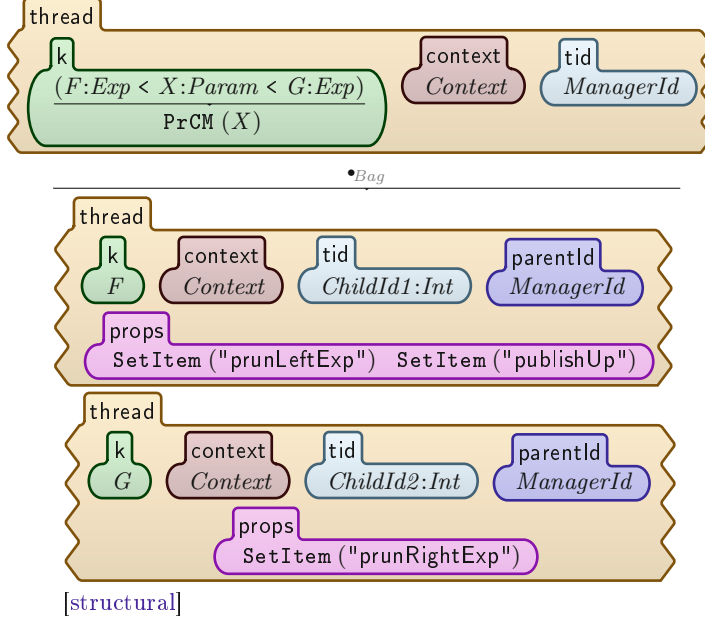 thread
k context tid
(F:Exp < X:Param < G:Exp) Context ManagerId
PrCM (X)
•Bag
thread
k context tid parentId
F Context ChildId1:Int ManagerId
props
SetItem ("prunLeftExp") SetItem ("publishUp")
thread
k context tid parentId
G Context ChildId2:Int ManagerId
props
SetItem ("prunRightExp")
[structural]